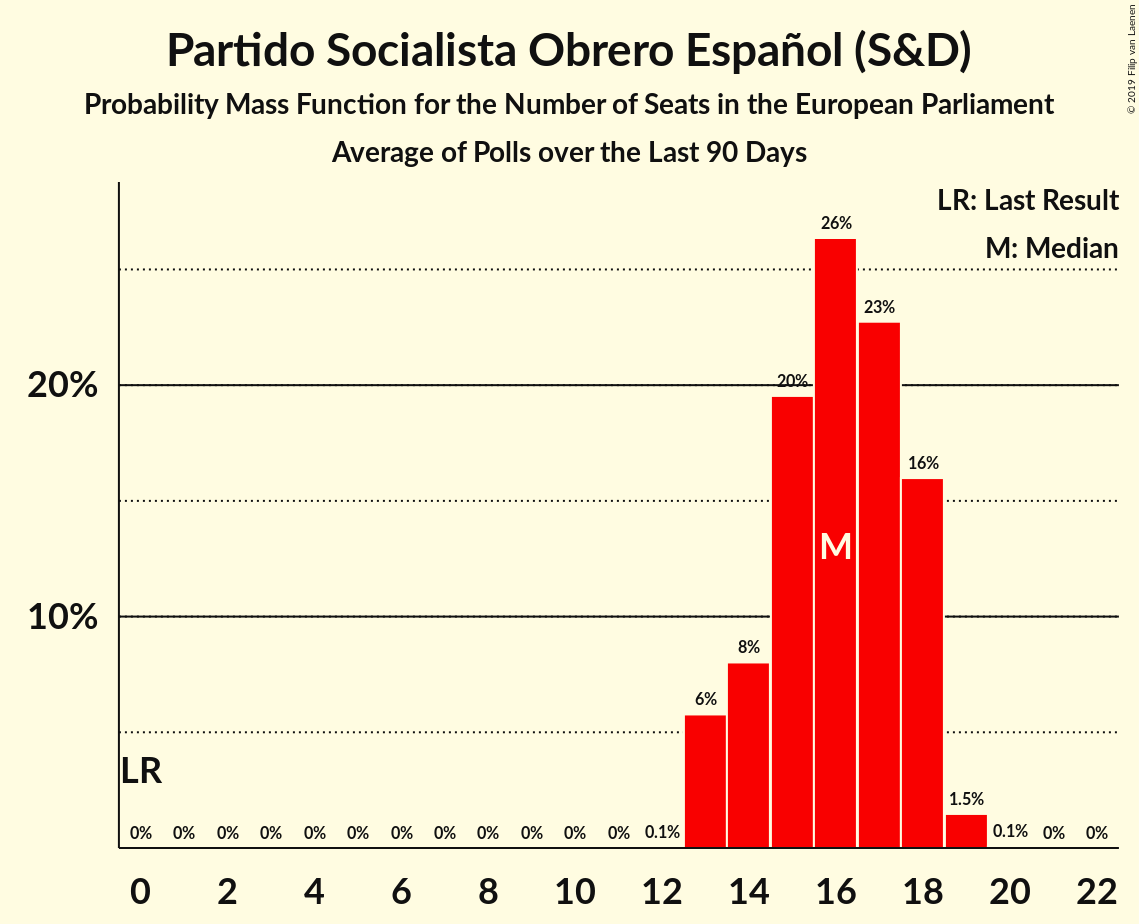 Partido Socialista Obrero Español (S&D)
Probability Mass Function for the Number of Seats in the European Parliament
Average of Polls over the Last 90 Days
© 2019 Filip van Laenen
LR: Last Result
M: Median
26%
23%
20%
20%
16%
M
10%
8%
6%
LR
1.5%
0% 0% 0% 0% 0% 0% 0% 0% 0% 0% 0% 0% 0.1% 0.1% 0% 0%
0 2 4 6 8 10 12 14 16 18 20 22